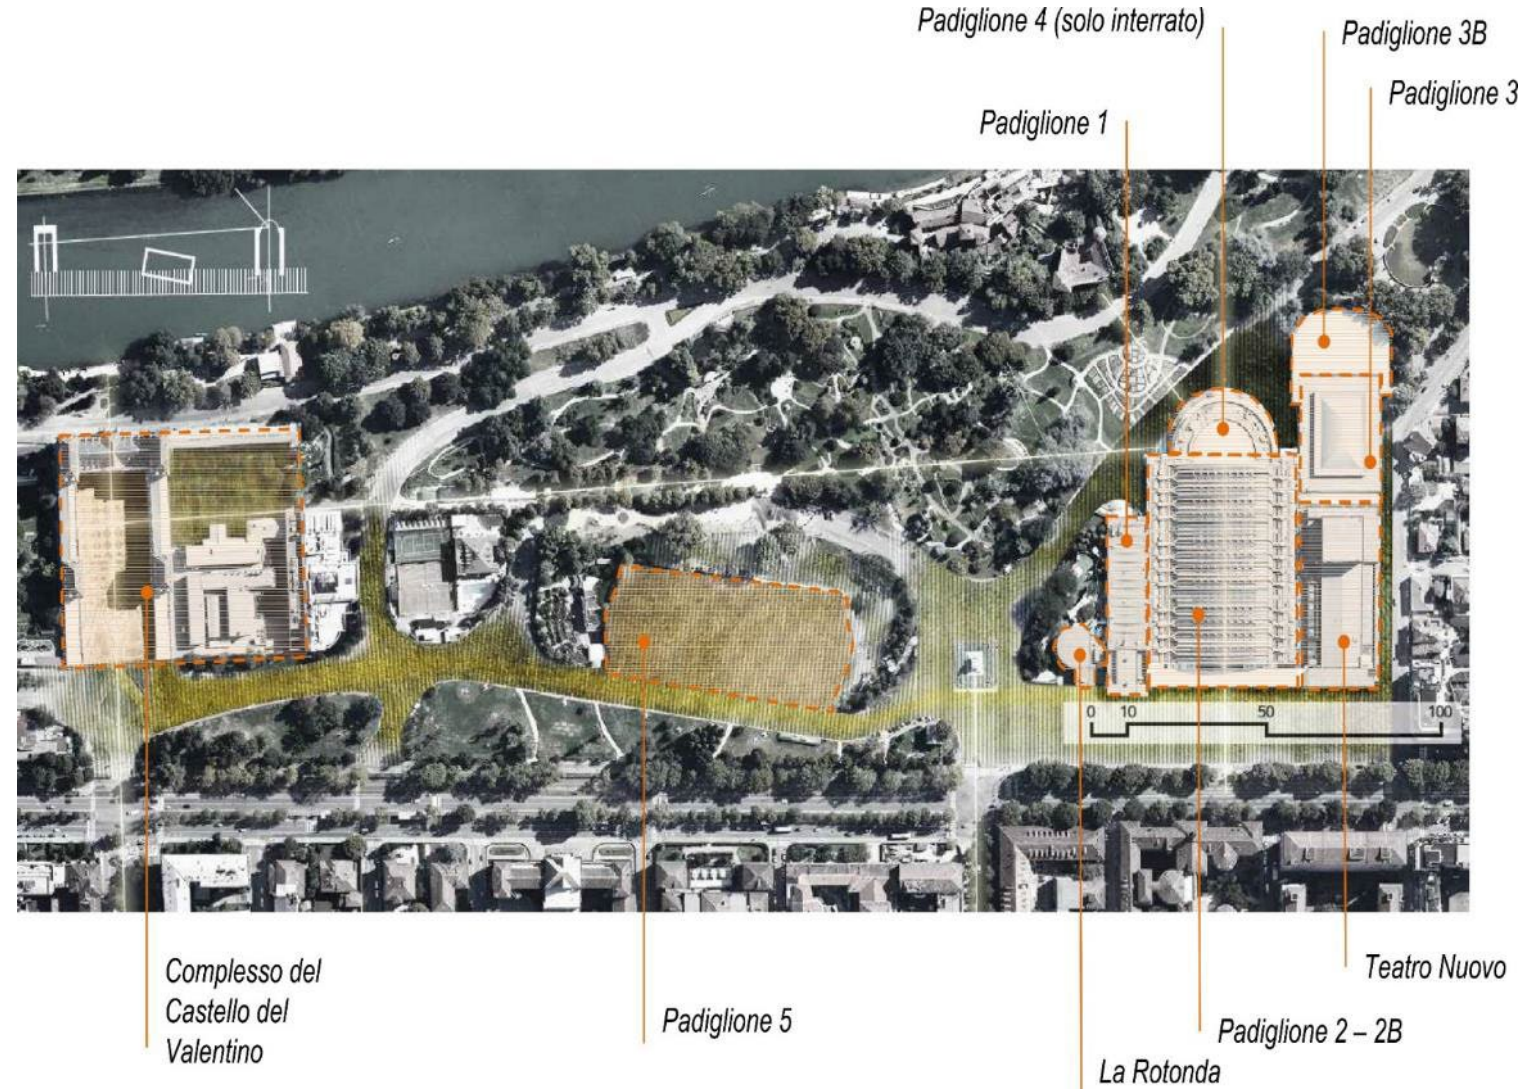 Padiglione 4 (solo interrato)
Padiglione 3B
Padiglione 3
Padiglione 1
0 10 50 100
Complesso del
Castello del
Valentino
Padiglione 5
Teatro Nuovo
Padiglione 2 – 2B
La Rotonda